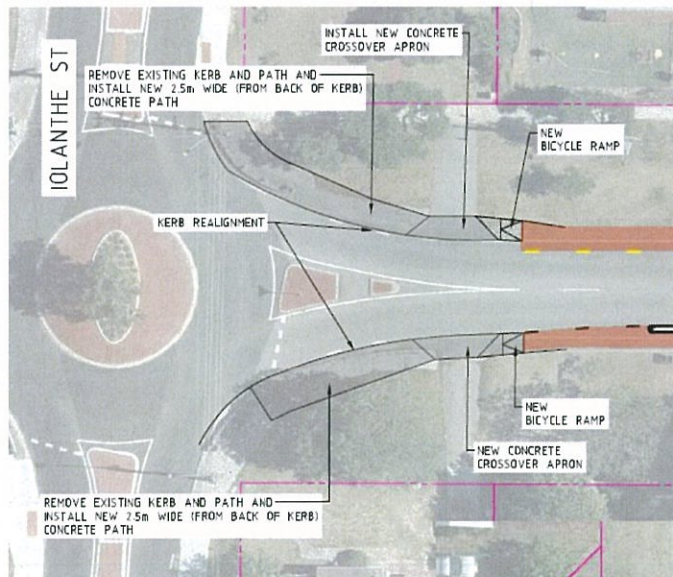 INSTALL NEW CONCRETE
CROSSOVER APRON
IOLANTHE ST
REMOVE EXISTING KERB AND PATH AND
INSTALL NEW 2.5m WIDE (FROM BACK OF KERB)
CONCRETE PATH
NEW
BICYCLE RAMP
KERB REALIGNMENT
NEW
BICYCLE RAMP
NEW CONCRETE
CROSSOVER APRON
REMOVE EXISTING KERB AND PATH AND
INSTALL NEW 2.5m WIDE (FROM BACK OF KERB)
CONCRETE PATH